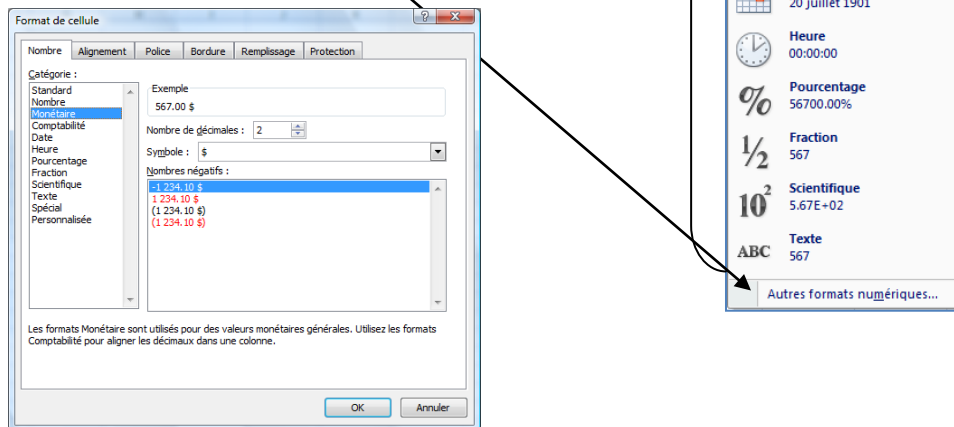 Format de cellule
Nombre Alignement Police Bordure Remplissage Protection
Catégorie :
Standard
Nombre
Monétaire
Comptabilité
Date
Heure
Pourcentage
Fraction
Scientifique
Texte
Spécial
Personnalisée
Exemple
567.00 $
Nombre de décimales : 2
Symbole : $
Nombres négatifs :
-1 234.10 $
1 234.10 $
(1 234.10 $)
(1 234.10 $)
Les formats Monétaire sont utilisés pour des valeurs monétaires générales. Utilisez les formats
Comptabilité pour aligner les décimaux dans une colonne.
OK Annuler
20 juillet 1901
Heure
00:00:00
% Pourcentage
56700.00%
1/2 Fraction
567
10² Scientifique
5.67E+02
ABC Texte
567
Autres formats numériques...